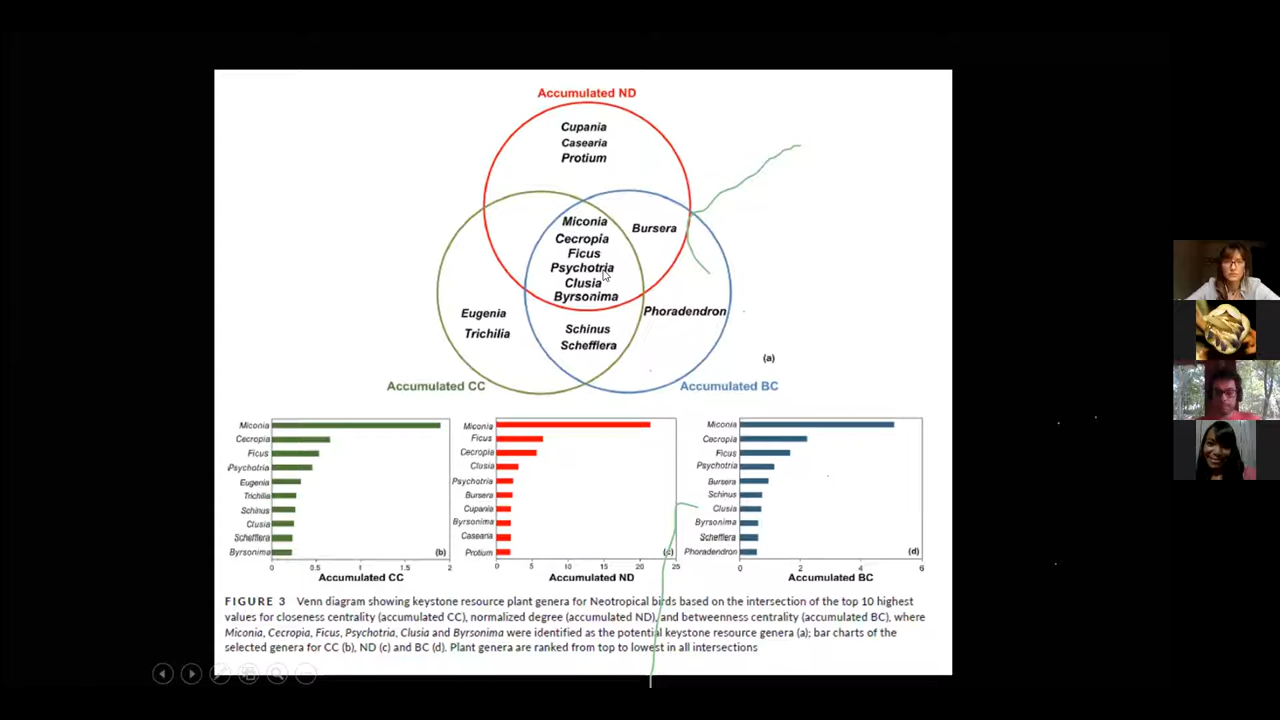 Accumulated ND
Cupania
Casearia
Protium
Miconia
Bursera
Cecropia
Ficus
Psychotria
Clusia
Byrsonima
Eugenia
Trichilia
Phoradendron
Schinus
Schefflera
(a)
Accumulated CC
Accumulated BC
Miconia
Cecropia
Ficus
Psychotria
Eugenia
Trichilia
Schinus
Clusia
Schefflera
Byrsonima
(b)
0 0.5 1 1.5 2
Accumulated CC
Miconia
Ficus
Cecropia
Clusia
Psychotria
Bursera
Cupania
Byrsonima
Casearia
Protium
(c)
0 5 10 15 20 25
Accumulated ND
Miconia
Cecropia
Ficus
Psychotria
Bursera
Schinus
Clusia
Byrsonima
Schefflera
Phoradendron
(d)
0 2 4 6
Accumulated BC
FIGURE 3 Venn diagram showing keystone resource plant genera for Neotropical birds based on the intersection of the top 10 highest
values for closeness centrality (accumulated CC), normalized degree (accumulated ND), and betweenness centrality (accumulated BC), where
Miconia, Cecropia, Ficus, Psychotria, Clusia and Byrsonima were identified as the potential keystone resource genera (a); bar charts of the
selected genera for CC (b), ND (c) and BC (d). Plant genera are ranked from top to lowest in all intersections